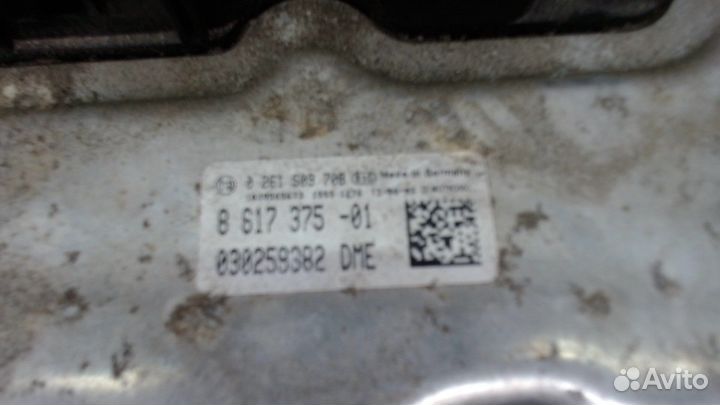 0 261 S09 708 Made in Germany
8 617 375 -01
030259382 DME
Avito